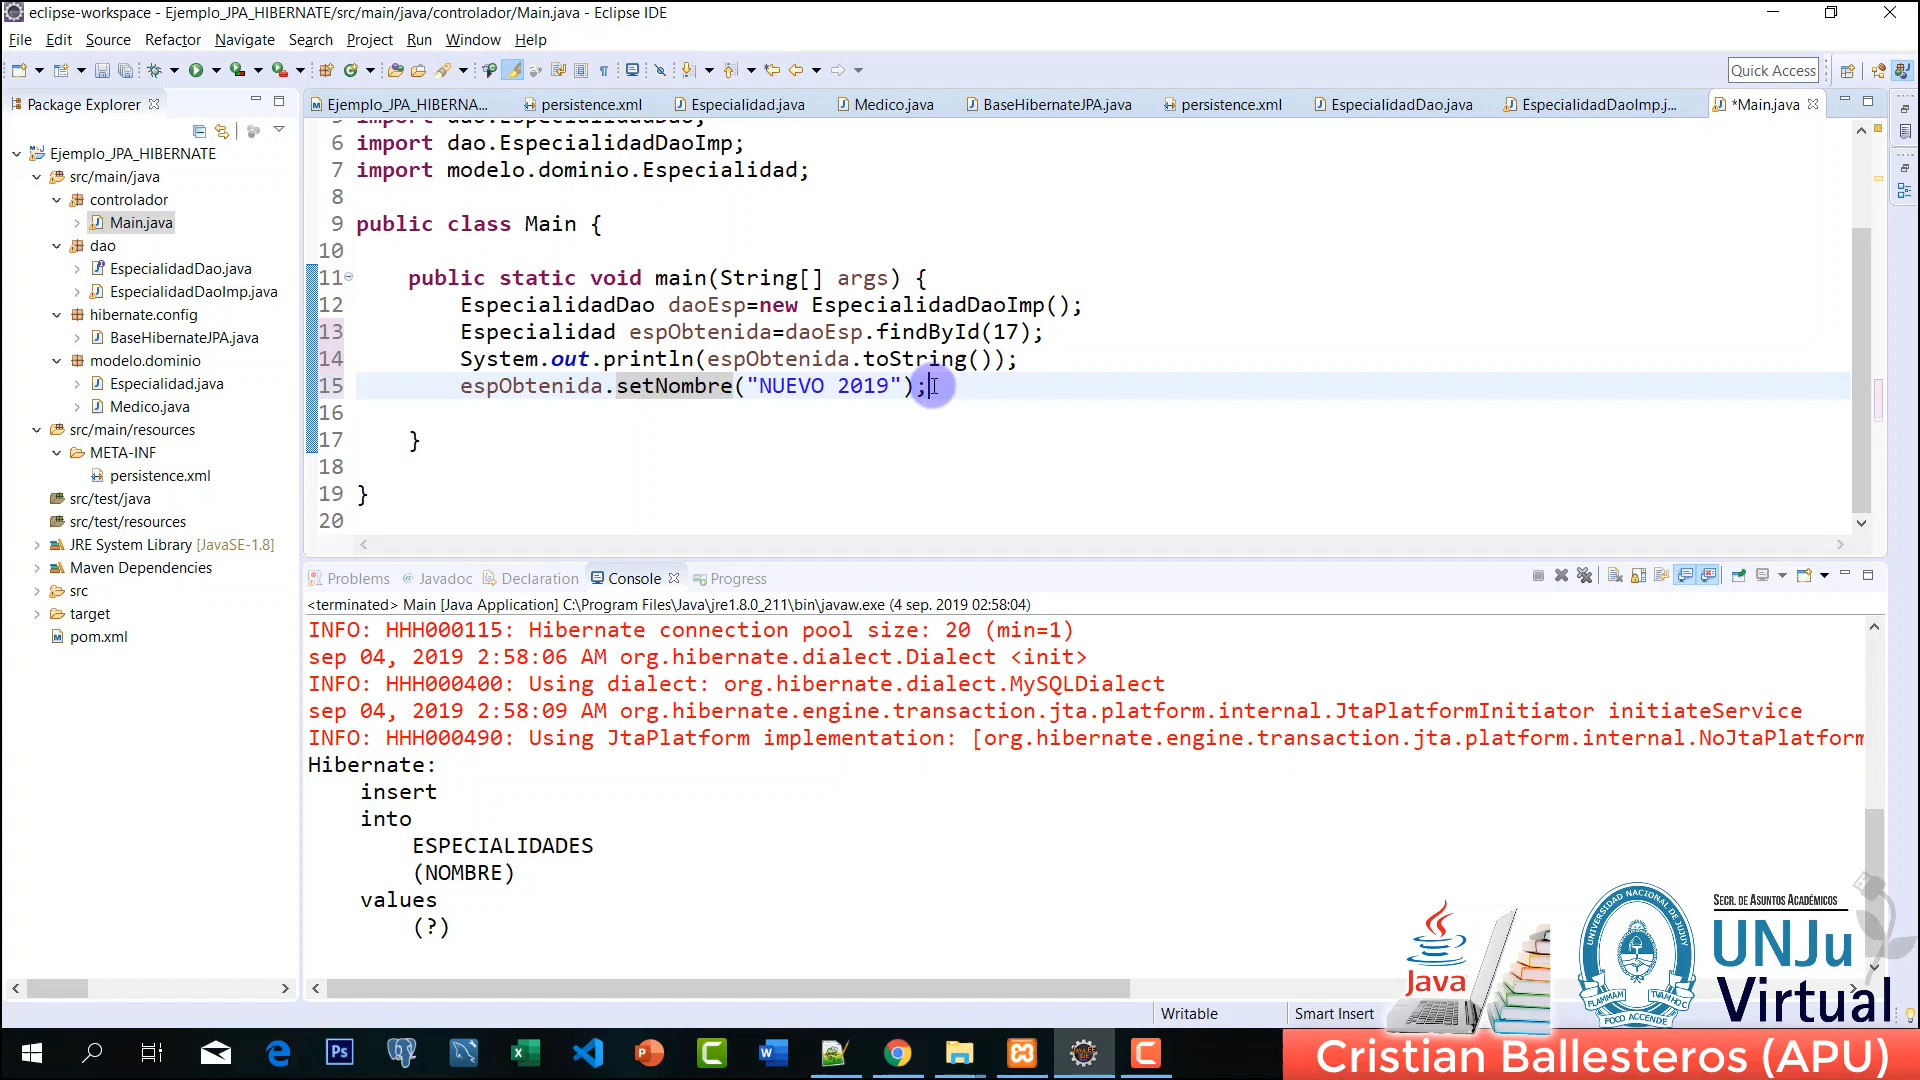 eclipse-workspace - Ejemplo_JPA_HIBERNATE/src/main/java/controlador/Main.java - Eclipse IDE
File Edit Source Refactor Navigate Search Project Run Window Help
Quick Access
Package Explorer
Ejemplo_JPA_HIBERNA... persistence.xml Especialidad.java Medico.java BaseHibernateJPA.java persistence.xml EspecialidadDao.java EspecialidadDaoImp.j... *Main.java
Ejemplo_JPA_HIBERNATE
src/main/java
controlador
Main.java
dao
EspecialidadDao.java
EspecialidadDaoImp.java
hibernate.config
BaseHibernateJPA.java
modelo.dominio
Especialidad.java
Medico.java
src/main/resources
META-INF
persistence.xml
src/test/java
src/test/resources
JRE System Library [JavaSE-1.8]
Maven Dependencies
src
target
pom.xml
5 import dao.EspecialidadDao;
6 import dao.EspecialidadDaoImp;
7 import modelo.dominio.Especialidad;
8
9 public class Main {
10
11 public static void main(String[] args) {
12 EspecialidadDao daoEsp=new EspecialidadDaoImp();
13 Especialidad espObtenida=daoEsp.findById(17);
14 System.out.println(espObtenida.toString());
15 espObtenida.setNombre("NUEVO 2019");
16
17 }
18
19 }
20
Problems Javadoc Declaration Console Progress
<terminated> Main [Java Application] C:\Program Files\Java\jre1.8.0_211\bin\javaw.exe (4 sep. 2019 02:58:04)
INFO: HHH000115: Hibernate connection pool size: 20 (min=1)
sep 04, 2019 2:58:06 AM org.hibernate.dialect.Dialect <init>
INFO: HHH000400: Using dialect: org.hibernate.dialect.MySQLDialect
sep 04, 2019 2:58:09 AM org.hibernate.engine.transaction.jta.platform.internal.JtaPlatformInitiator initiateService
INFO: HHH000490: Using JtaPlatform implementation: [org.hibernate.engine.transaction.jta.platform.internal.NoJtaPlatform
Hibernate:
insert
into
ESPECIALIDADES
(NOMBRE)
values
(?)
Writable Smart Insert
Java
UNIVERSIDAD NACIONAL DE JUJUY
FOCO ACCENDE
SECR. DE ASUNTOS ACADÉMICOS
UNJu
Virtual
Cristian Ballesteros (APU)